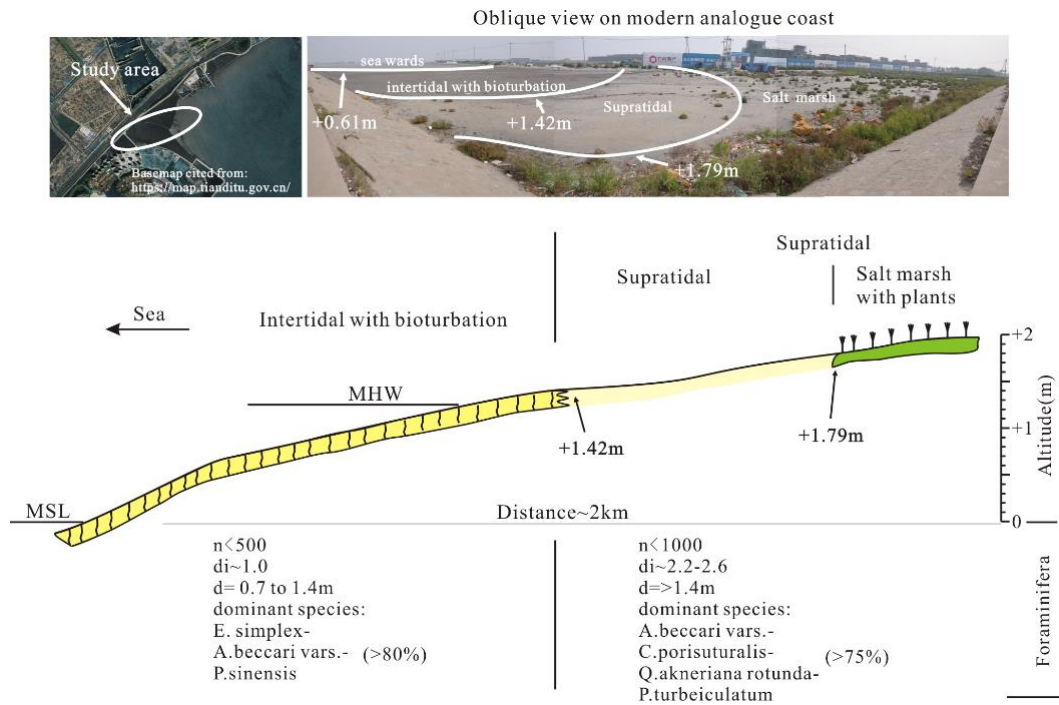 Oblique view on modern analogue coast
Study area
Basemap cited from:
https://map.tianditu.gov.cn/
sea wards
intertidal with bioturbation
+0.61m
+1.42m
Supratidal
Salt marsh
+1.79m
Supratidal
Supratidal
Salt marsh
with plants
Sea
Intertidal with bioturbation
MHW
+1.42m
+1.79m
+2
+1
0
Altitude(m)
MSL
Distance~2km
n<500
di~1.0
d= 0.7 to 1.4m
dominant species:
E. simplex-
A.beccari vars.- (>80%)
P.sinensis
n<1000
di~2.2-2.6
d=>1.4m
dominant species:
A.beccari vars.-
C.porisuturalis- (>75%)
Q.akneriana rotunda-
P.turbeiculatum
Foraminifera